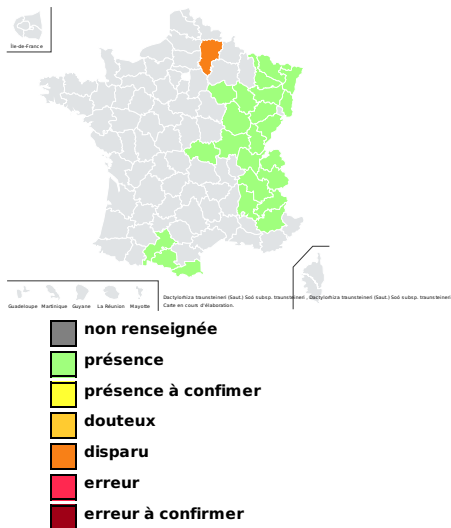 Île-de-France
Guadeloupe Martinique Guyane La Réunion Mayotte
Dactylorhiza traunsteineri (Saut.) Soó subsp. traunsteineri , Dactylorhiza traunsteineri (Saut.) Soó subsp. traunsteineri
Carte en cours d'élaboration.
non renseignée
présence
présence à confimer
douteux
disparu
erreur
erreur à confirmer